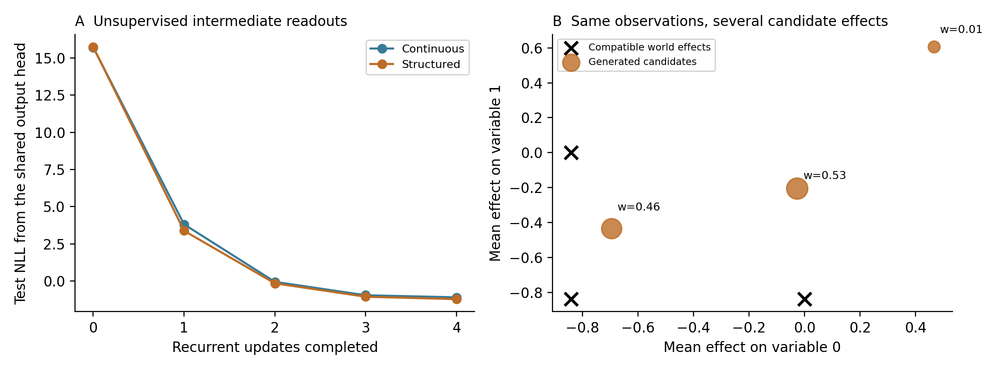 A  Unsupervised intermediate readouts
Test NLL from the shared output head
15.0
12.5
10.0
7.5
5.0
2.5
0.0
Continuous
Structured
0 1 2 3 4
Recurrent updates completed
B  Same observations, several candidate effects
Mean effect on variable 1
0.6
0.4
0.2
0.0
−0.2
−0.4
−0.6
−0.8
Compatible world effects
Generated candidates
w=0.01
w=0.53
w=0.46
−0.8 −0.6 −0.4 −0.2 0.0 0.2 0.4
Mean effect on variable 0